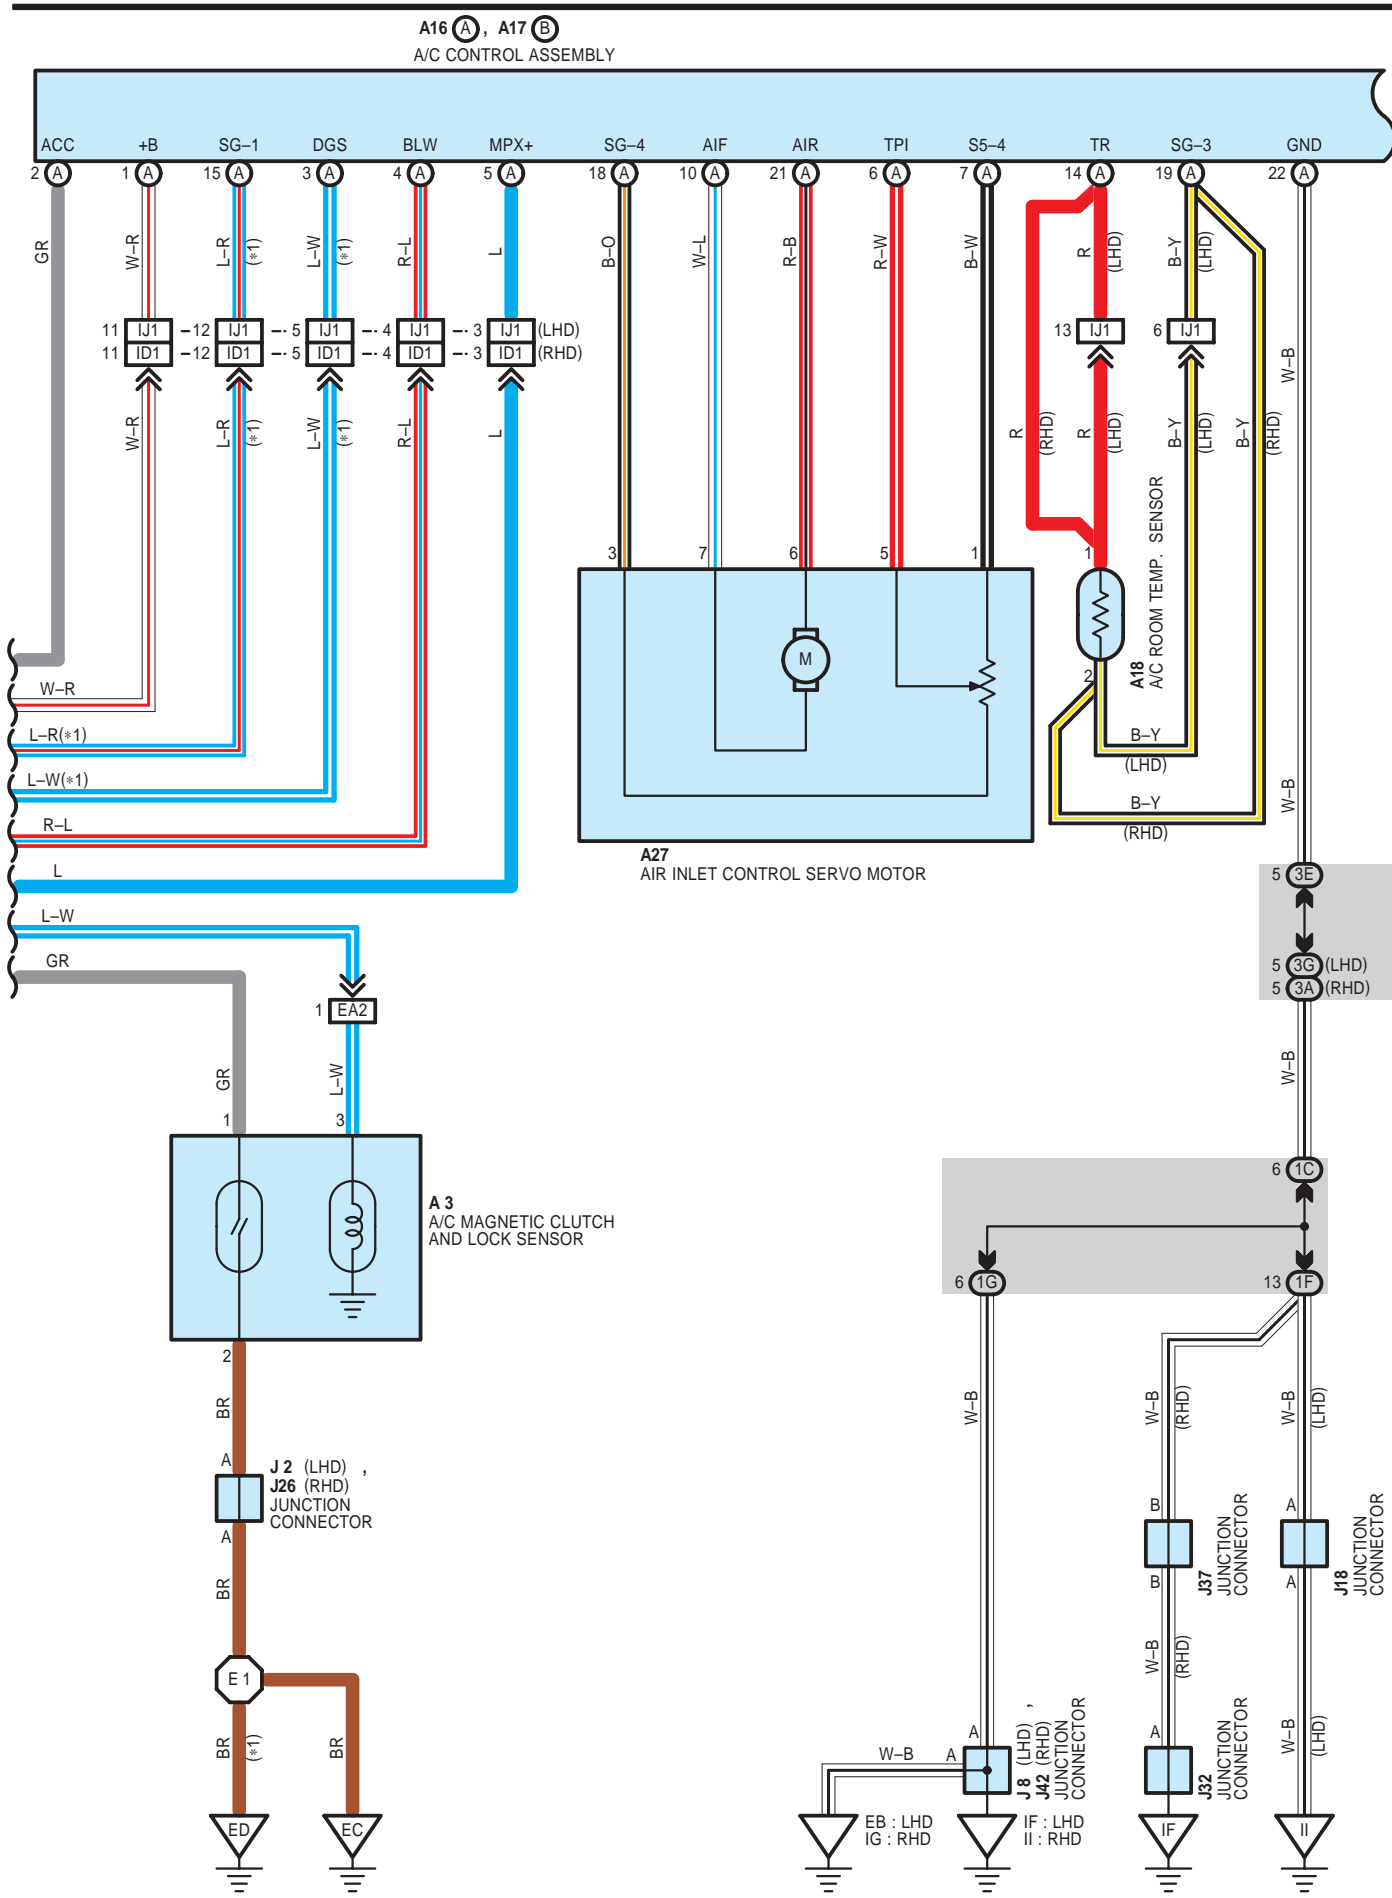 A16 A , A17 B
A/C CONTROL ASSEMBLY
ACC +B SG–1 DGS BLW MPX+ SG–4 AIF AIR TPI S5–4 TR SG–3 GND
2 A 1 A 15 A 3 A 4 A 5 A 18 A 10 A 21 A 6 A 7 A 14 A 19 A 22 A
GR W–R L–R (*1) L–W (*1) R–L L B–O W–L R–B R–W B–W R (LHD) B–Y (LHD)
11 IJ1 12 IJ1 5 IJ1 4 IJ1 3 IJ1 (LHD) 13 IJ1 6 IJ1
11 ID1 12 ID1 5 ID1 4 ID1 3 ID1 (RHD)
W–B
W–R L–R (*1) L–W (*1) R–L L R (RHD) R (LHD) B–Y (LHD) B–Y (RHD)
3 7 6 5 1 1
A18
A/C ROOM TEMP. SENSOR
M
2
W–R
L–R(*1)
B–Y
(LHD)
L–W(*1)
W–B
B–Y
(RHD)
R–L
A27
AIR INLET CONTROL SERVO MOTOR
L
5 3E
L–W
GR
5 3G (LHD)
5 3A (RHD)
1 EA2
GR L–W W–B
1 3
6 1C
A 3
A/C MAGNETIC CLUTCH
AND LOCK SENSOR
6 1G 13 1F
2
BR W–B W–B (RHD) W–B (LHD)
A
J 2 (LHD) ,
J26 (RHD)
JUNCTION
CONNECTOR
A
B A
J37
JUNCTION
CONNECTOR
J18
JUNCTION
CONNECTOR
B A
BR
W–B (RHD)
E 1
BR (*1) BR W–B (LHD)
A A
W–B A
J 8 (LHD) ,
J42 (RHD)
JUNCTION
CONNECTOR
J32
JUNCTION
CONNECTOR
ED EC
EB : LHD
IG : RHD
IF : LHD
II : RHD
IF II